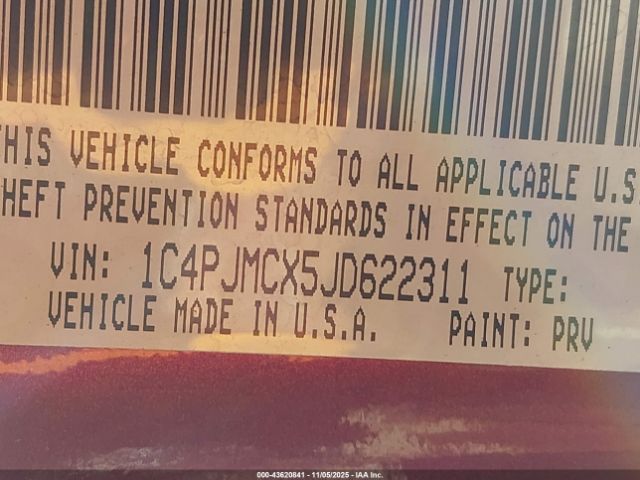 THIS VEHICLE CONFORMS TO ALL APPLICABLE U.S.
HEFT PREVENTION STANDARDS IN EFFECT ON THE
VIN: 1C4PJMCX5JD622311 TYPE:
VEHICLE MADE IN U.S.A. PAINT: PRV
000-43620841 - 11/05/2025 - IAA Inc.